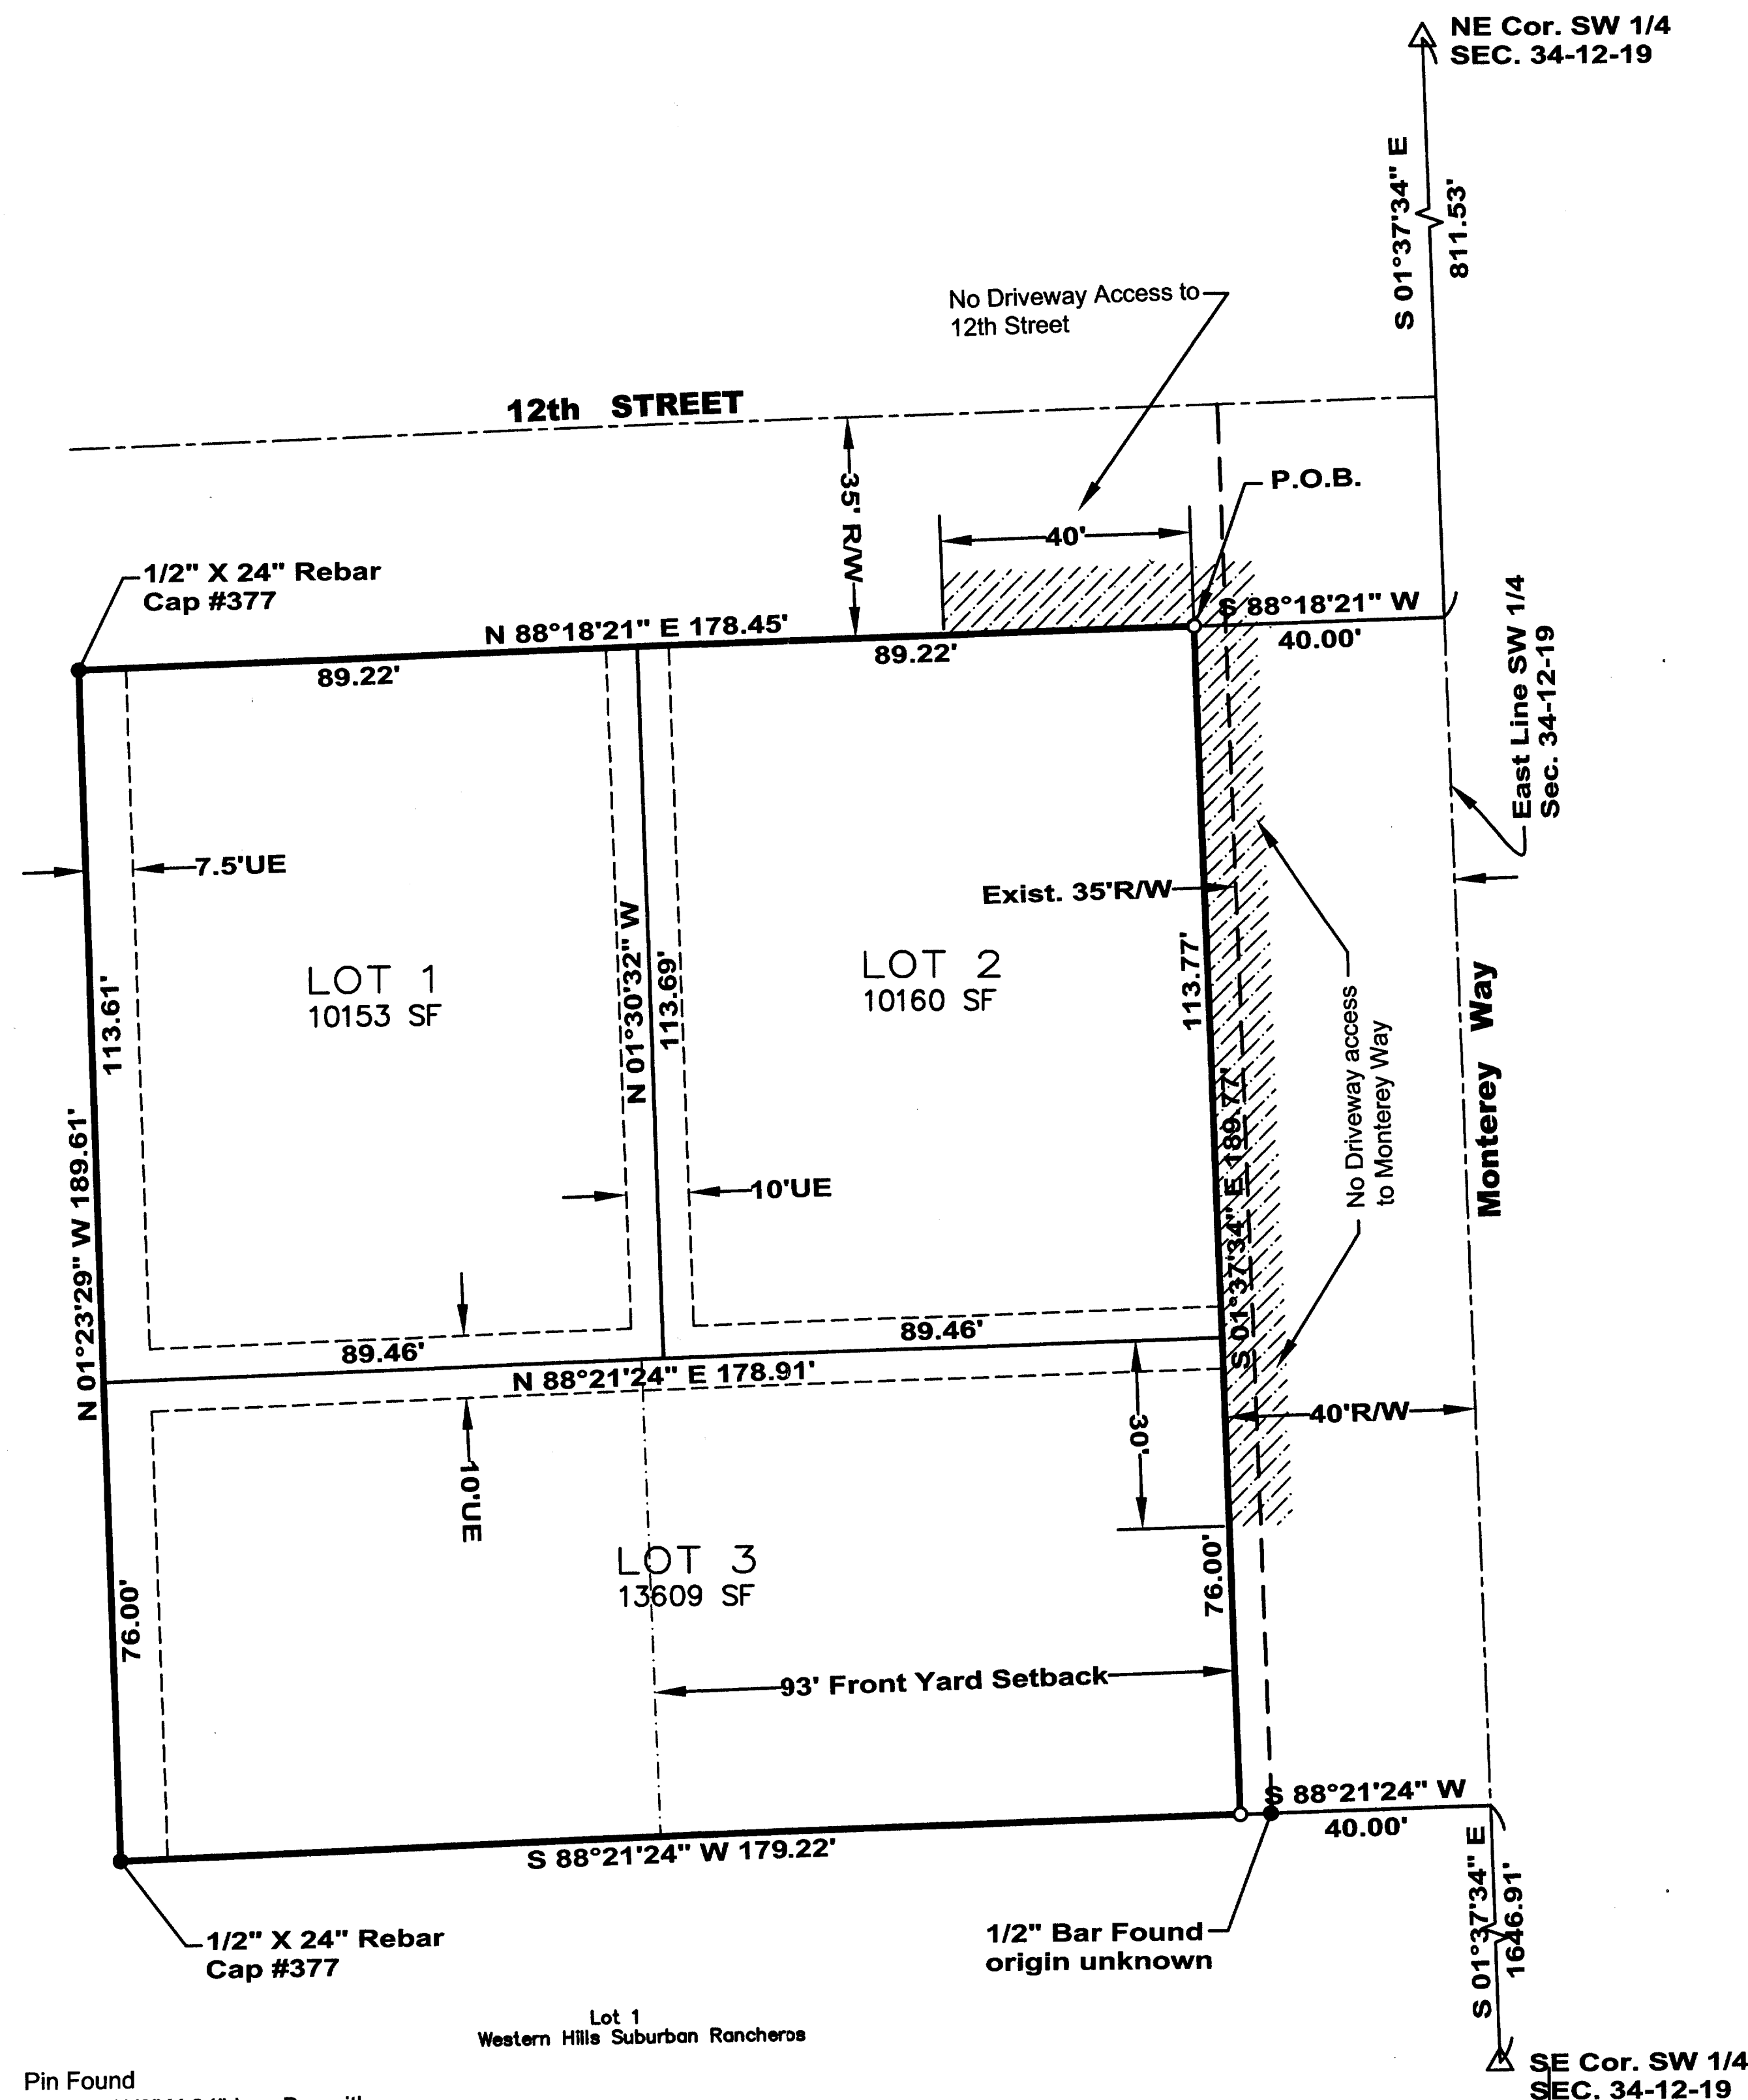 NE Cor. SW 1/4
SEC. 34-12-19
S 01°37'34" E
811.53'
No Driveway Access to
12th Street
12th STREET
35' R/W
40'
P.O.B.
1/2" X 24" Rebar
Cap #377
N 88°18'21" E 178.45'
89.22'
89.22'
S 88°18'21" W
40.00'
East Line SW 1/4
Sec. 34-12-19
7.5'UE
Exist. 35'R/W
LOT 1
10153 SF
LOT 2
10160 SF
113.61'
N 01°30'32" W
113.69'
113.77'
No Driveway access
to Monterey Way
Monterey Way
N 01°23'29" W 189.61'
S 01°37'34" E 189.77'
10'UE
89.46'
89.46'
N 88°21'24" E 178.91'
10'UE
30'
40'R/W
LOT 3
13609 SF
76.00'
76.00'
93' Front Yard Setback
S 88°21'24" W
40.00'
S 88°21'24" W 179.22'
1/2" X 24" Rebar
Cap #377
1/2" Bar Found
origin unknown
S 01°37'34" E
1646.91'
Lot 1
Western Hills Suburban Rancheros
Pin Found
SE Cor. SW 1/4
SEC. 34-12-19